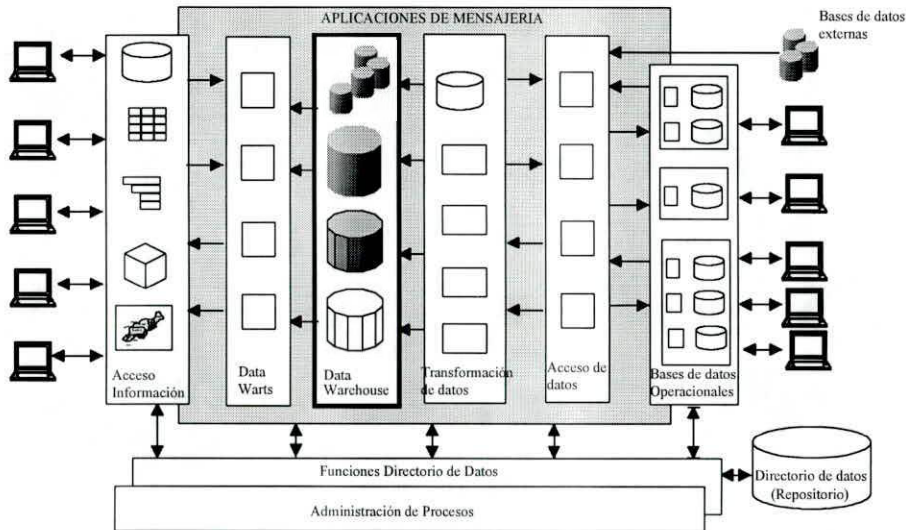 APLICACIONES DE MENSAJERIA
Bases de datos
externas
Acceso
Información
Data
Warts
Data
Warehouse
Transformación
de datos
Acceso de
datos
Bases de datos
Operacionales
Funciones Directorio de Datos
Administración de Procesos
Directorio de datos
(Repositorio)